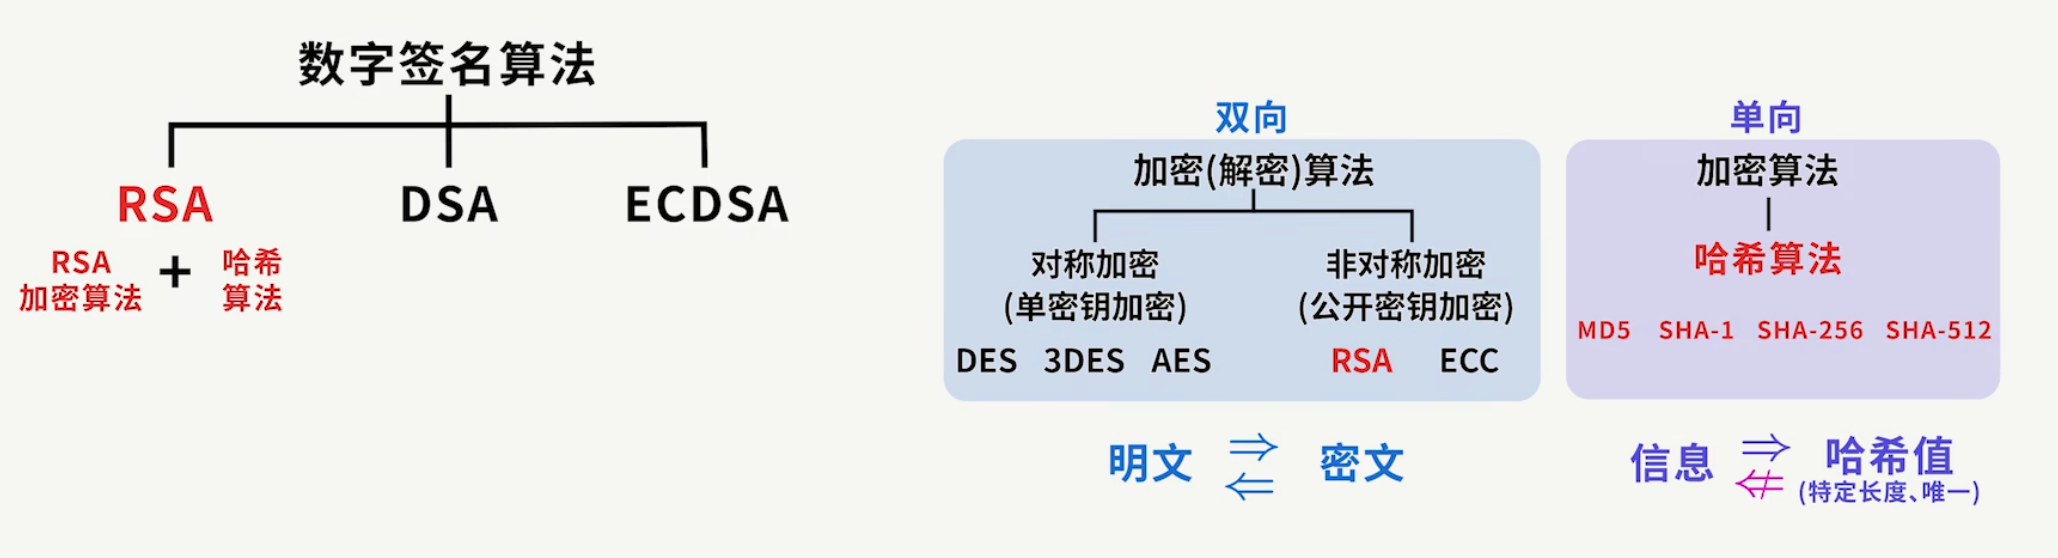 数字签名算法
RSA DSA ECDSA
RSA
加密算法
+
哈希
算法
双向
加密(解密)算法
对称加密
(单密钥加密)
DES 3DES AES
非对称加密
(公开密钥加密)
RSA ECC
明文 ⇒ ⇐ 密文
单向
加密算法
哈希算法
MD5 SHA-1 SHA-256 SHA-512
信息 ⇒ ⇍ 哈希值
(特定长度、唯一)